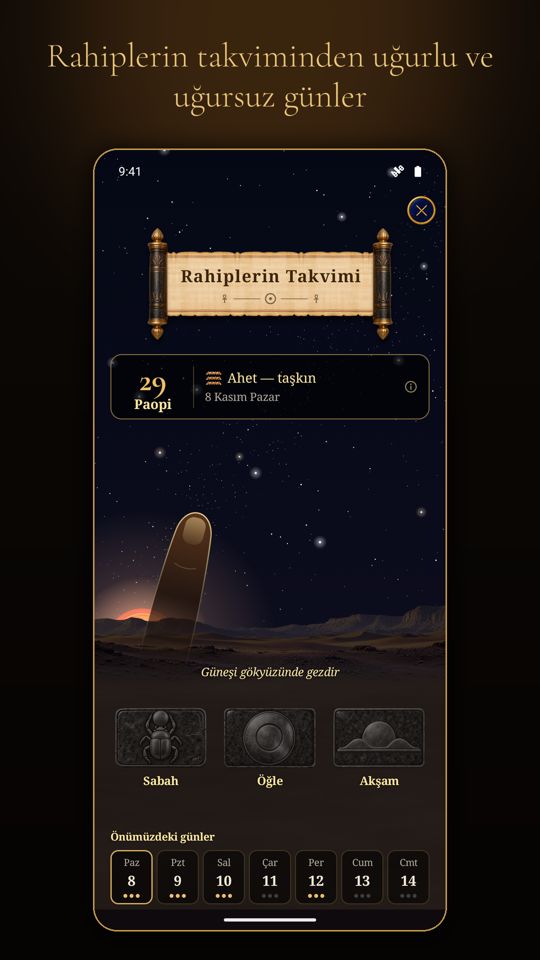 Rahiplerin takviminden uğurlu ve
uğursuz günler
9:41
Rahiplerin Takvimi
29
Paopi
Ahet — taşkın
8 Kasım Pazar
Güneşi gökyüzünde gezdir
Sabah
Öğle
Akşam
Önümüzdeki günler
Paz Pzt Sal Çar Per Cum Cmt
8 9 10 11 12 13 14